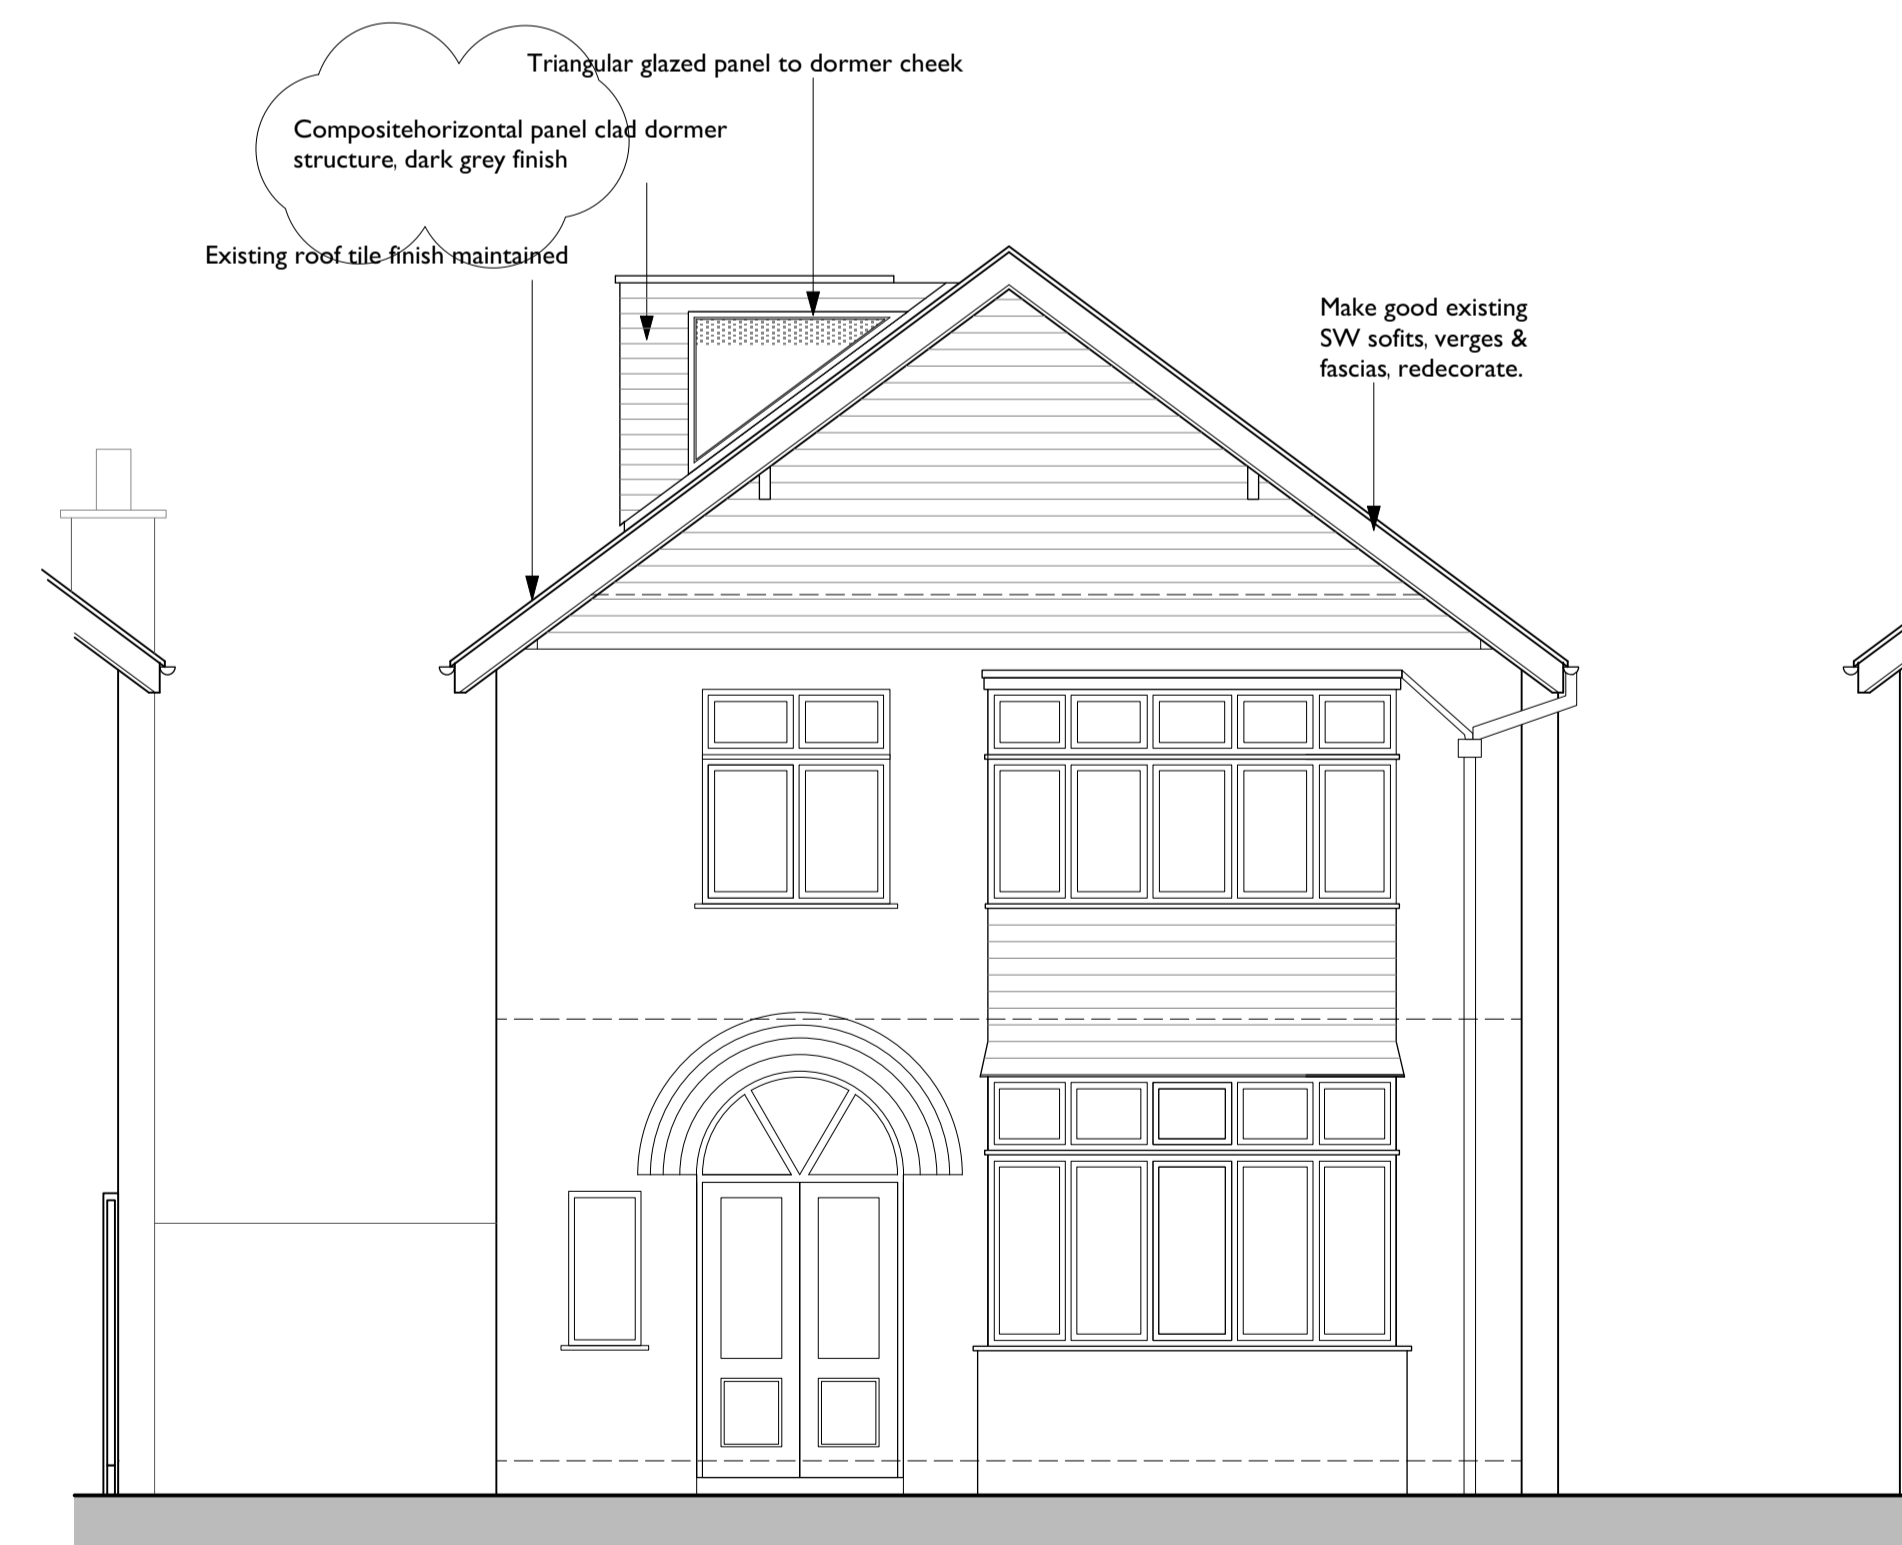 Triangular glazed panel to dormer cheek
Compositehorizontal panel clad dormer
structure, dark grey finish
Existing roof tile finish maintained
Make good existing
SW sofits, verges &
fascias, redecorate.